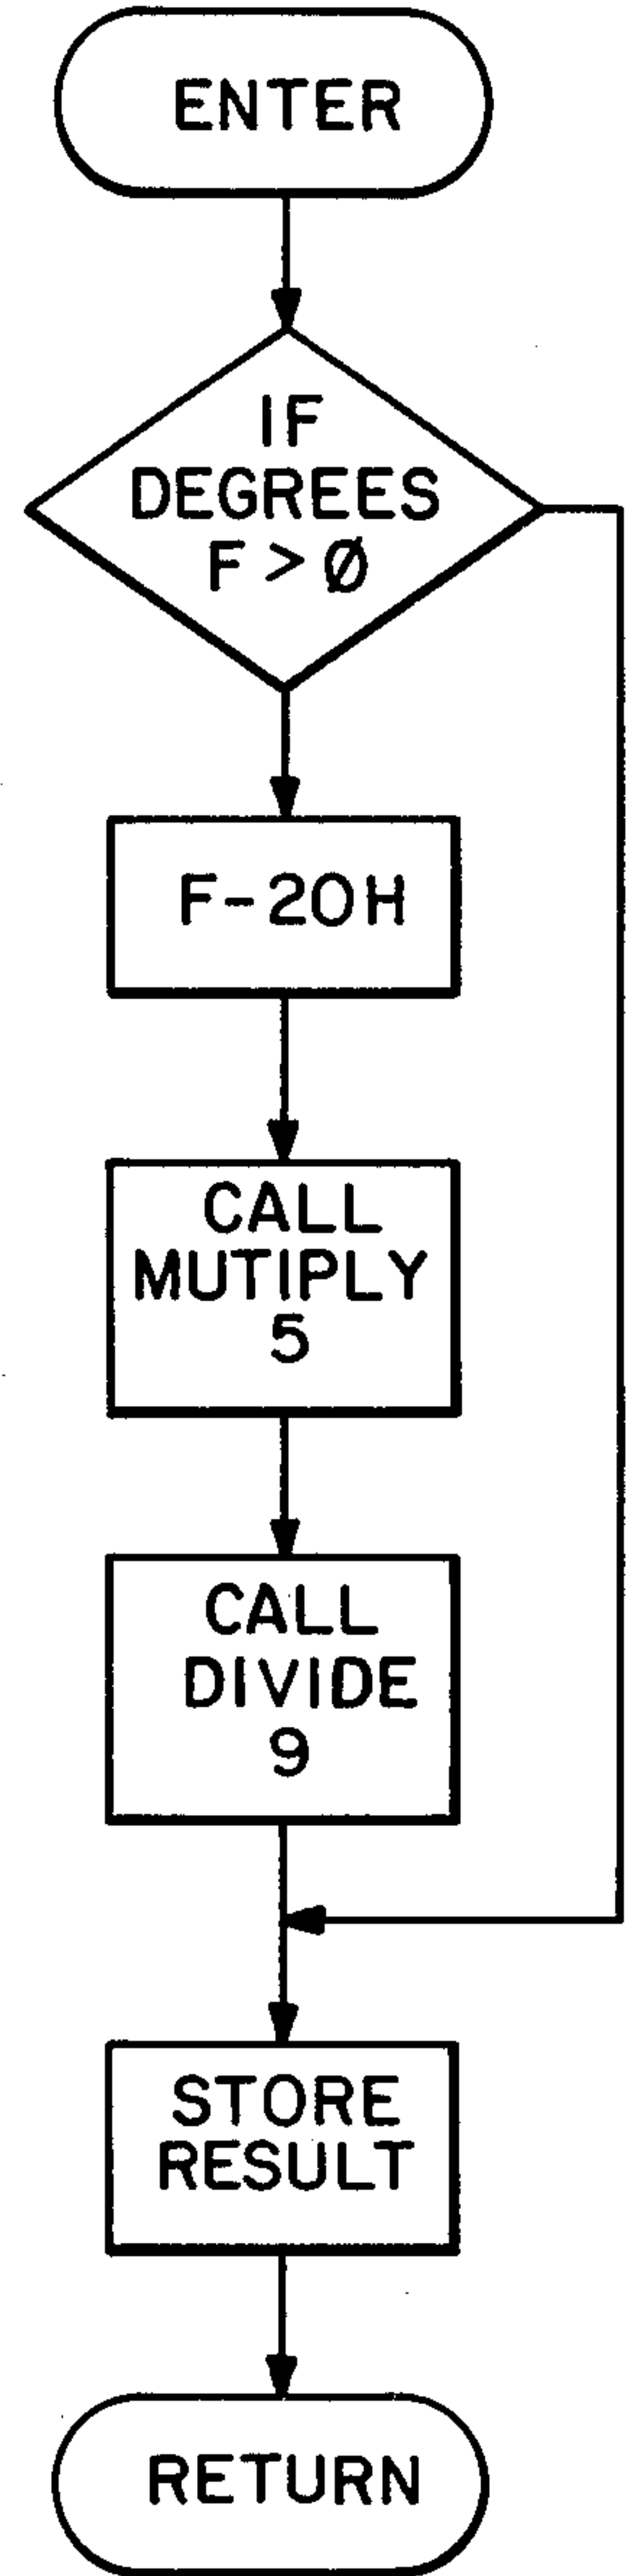 ENTER
IF
DEGREES
F > Ø
F-20H
CALL
MUTIPLY
5
CALL
DIVIDE
9
STORE
RESULT
RETURN